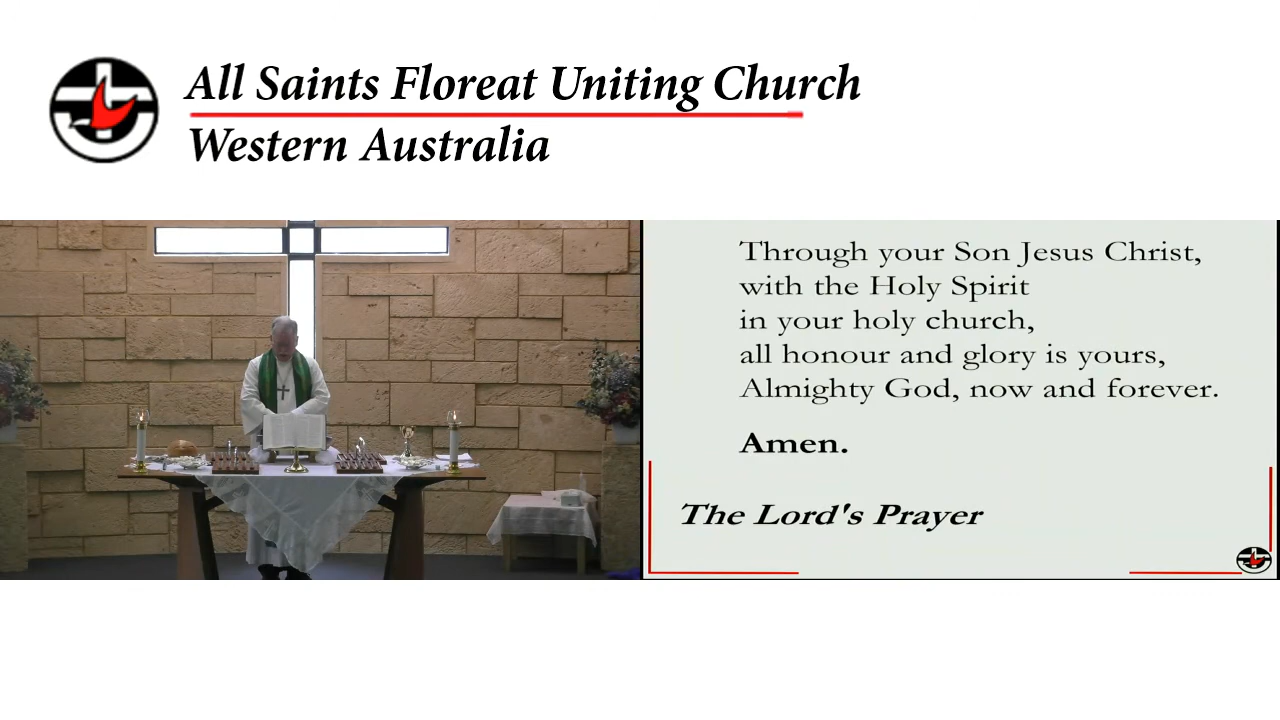 All Saints Floreat Uniting Church
Western Australia
Through your Son Jesus Christ,
with the Holy Spirit
in your holy church,
all honour and glory is yours,
Almighty God, now and forever.
Amen.
The Lord's Prayer